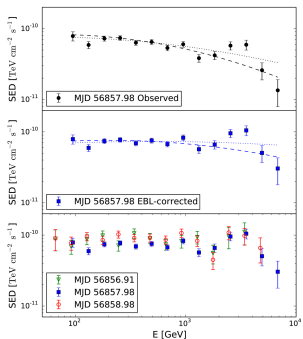 10⁻¹⁰
10⁻¹¹
SED [TeV cm⁻² s⁻¹]
MJD 56857.98 Observed
10⁻¹⁰
10⁻¹¹
SED [TeV cm⁻² s⁻¹]
MJD 56857.98 EBL-corrected
10⁻¹⁰
10⁻¹¹
SED [TeV cm⁻² s⁻¹]
MJD 56856.91
MJD 56857.98
MJD 56858.98
10² 10³ 10⁴
E [GeV]